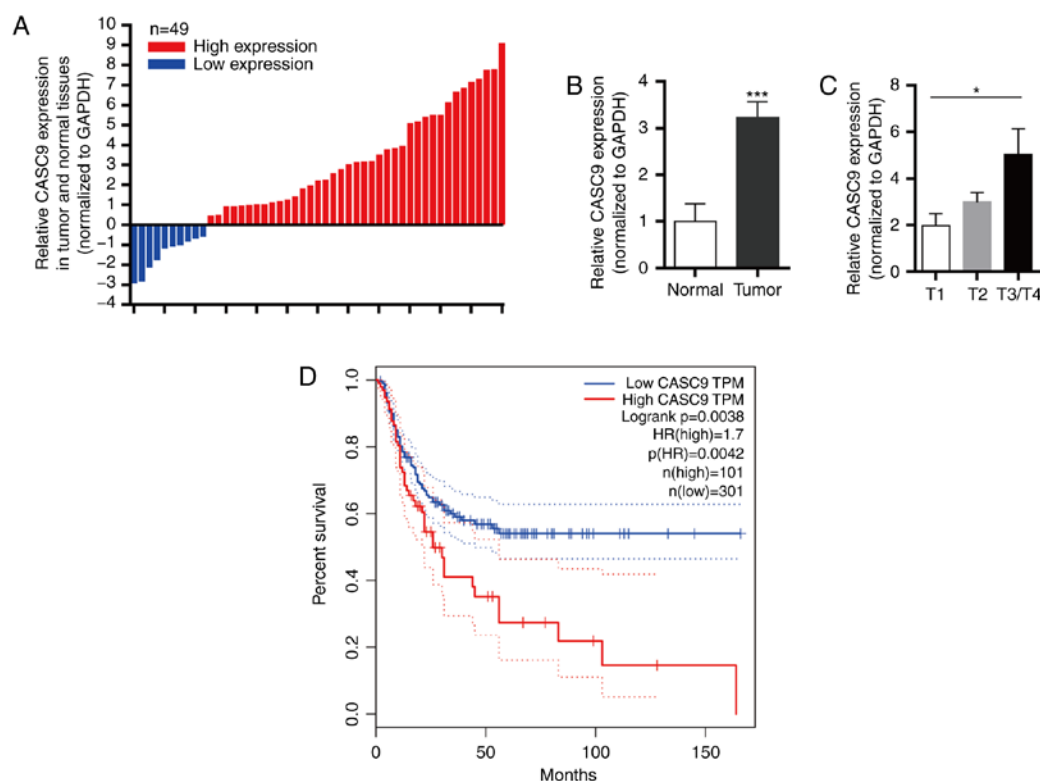 A
Relative CASC9 expression
in tumor and normal tissues
(normalized to GAPDH)
10
9
8
7
6
5
4
3
2
1
0
−1
−2
−3
−4
n=49
High expression
Low expression
B
Relative CASC9 expression
(normalized to GAPDH)
4
3
2
1
0
***
Normal Tumor
C
Relative CASC9 expression
(normalized to GAPDH)
8
6
4
2
0
*
T1 T2 T3/T4
D
Percent survival
1.0
0.8
0.6
0.4
0.2
0.0
Low CASC9 TPM
High CASC9 TPM
Logrank p=0.0038
HR(high)=1.7
p(HR)=0.0042
n(high)=101
n(low)=301
0 50 100 150
Months